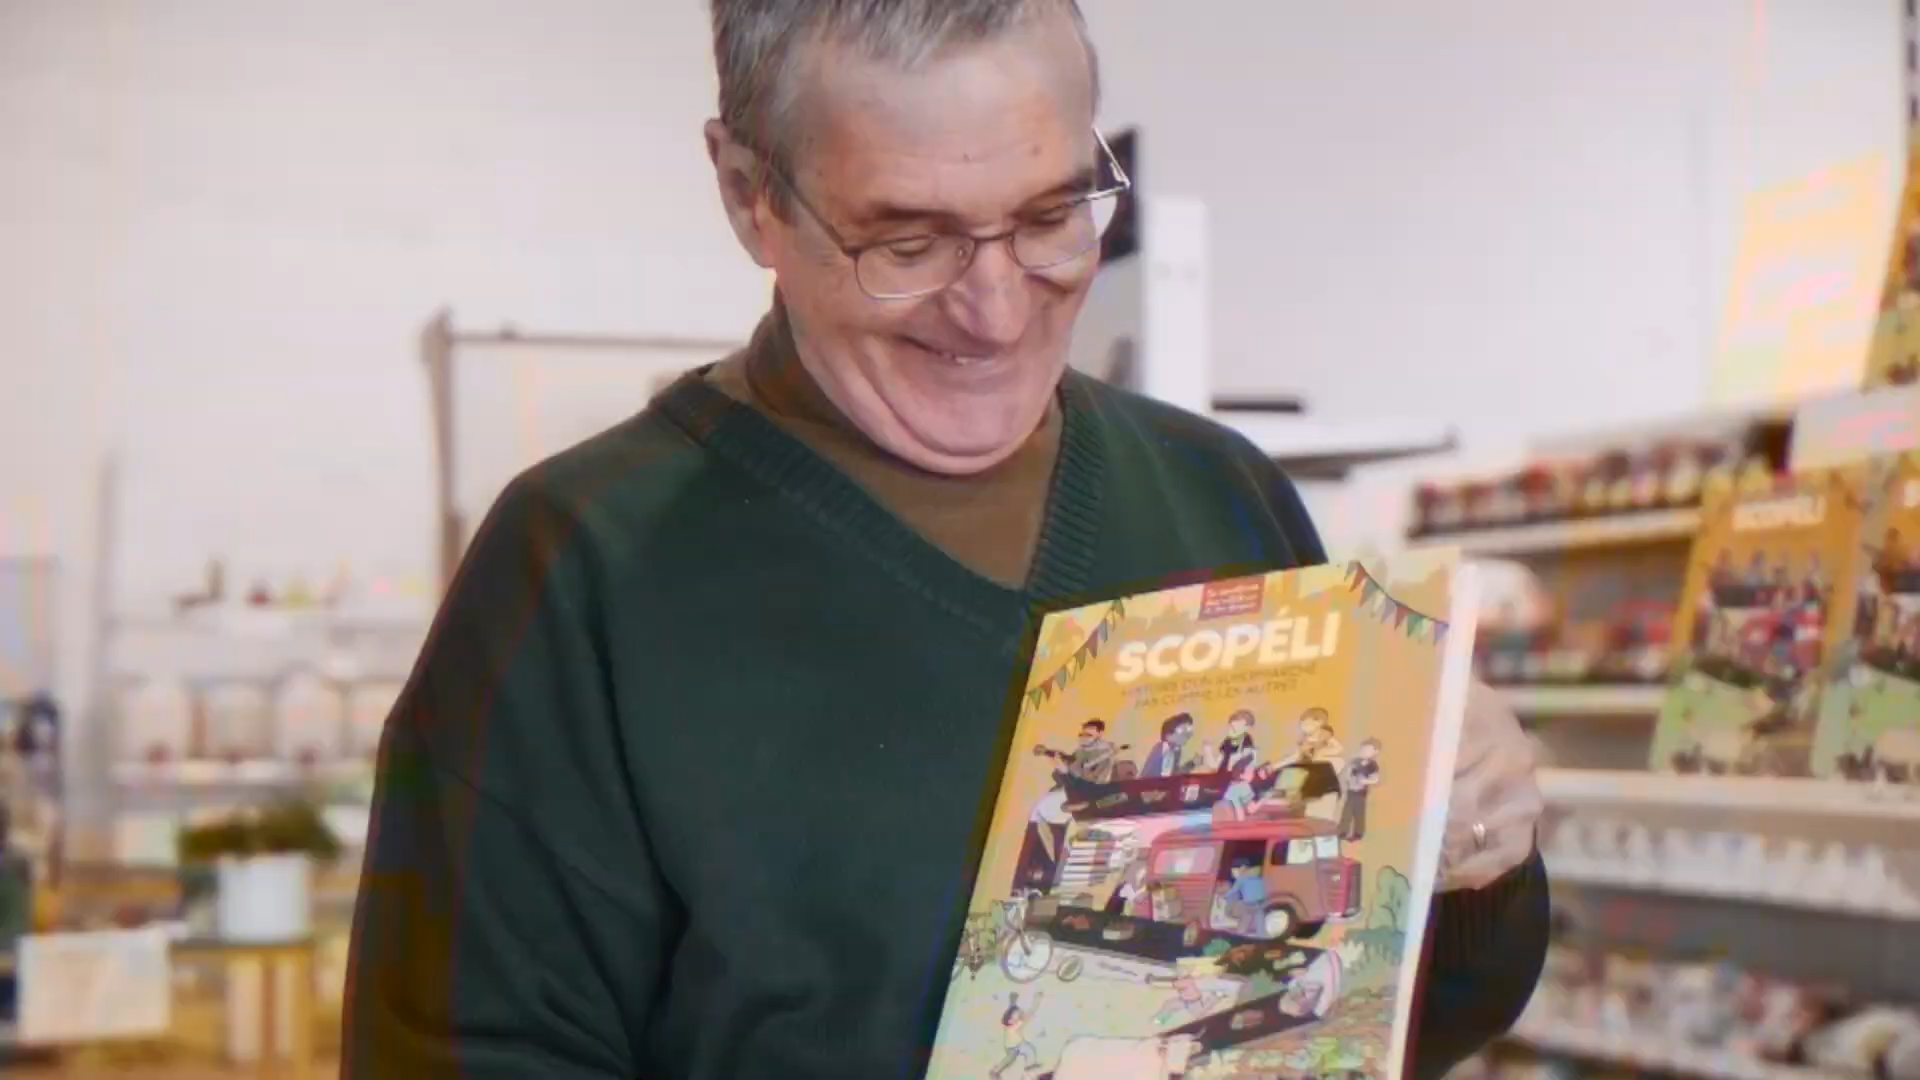 SCOPÉLI
HISTOIRE D'UN SUPERMARCHÉ
PAS COMME LES AUTRES
SCOPÉLI